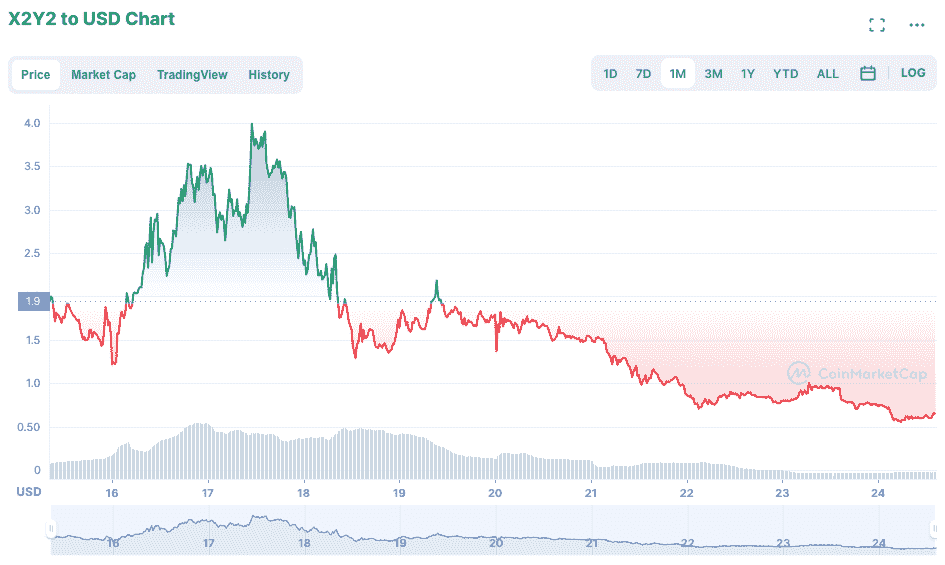 X2Y2 to USD Chart
Price Market Cap TradingView History
1D 7D 1M 3M 1Y YTD ALL LOG
4.0
3.5
3.0
2.5
1.9
1.5
1.0
0.50
0
CoinMarketCap
USD 16 17 18 19 20 21 22 23 24
16 17 18 19 20 21 22 23 24